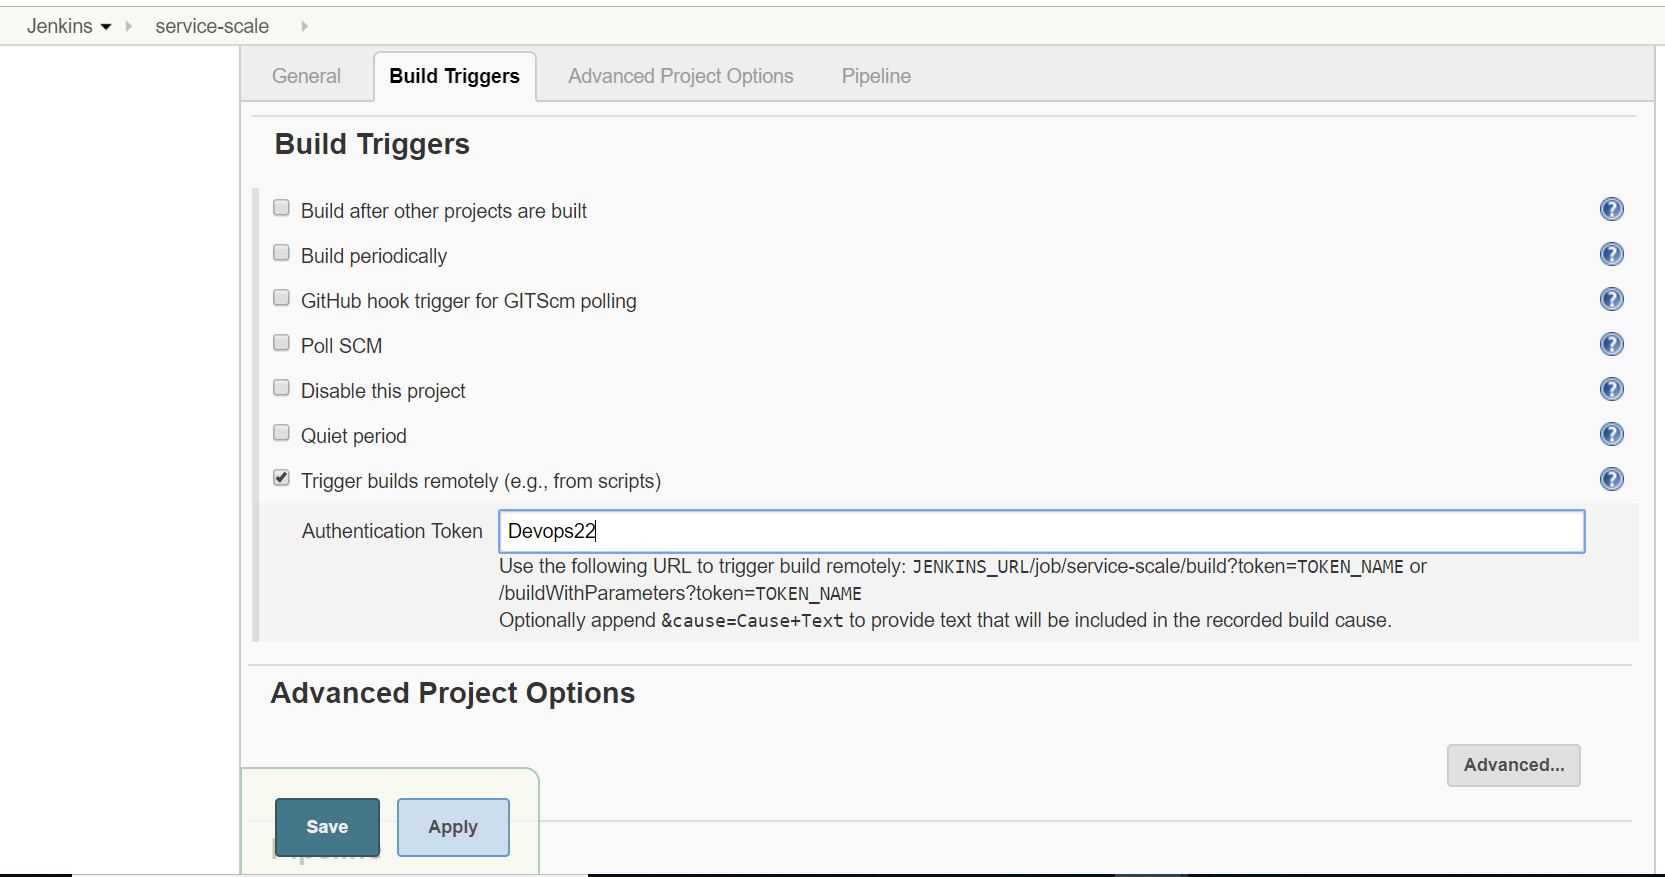 Jenkins service-scale
General Build Triggers Advanced Project Options Pipeline
Build Triggers
Build after other projects are built
Build periodically
GitHub hook trigger for GITScm polling
Poll SCM
Disable this project
Quiet period
Trigger builds remotely (e.g., from scripts)
Authentication Token Devops22
Use the following URL to trigger build remotely: JENKINS_URL/job/service-scale/build?token=TOKEN_NAME or
/buildWithParameters?token=TOKEN_NAME
Optionally append &cause=Cause+Text to provide text that will be included in the recorded build cause.
Advanced Project Options
Advanced...
Save Apply